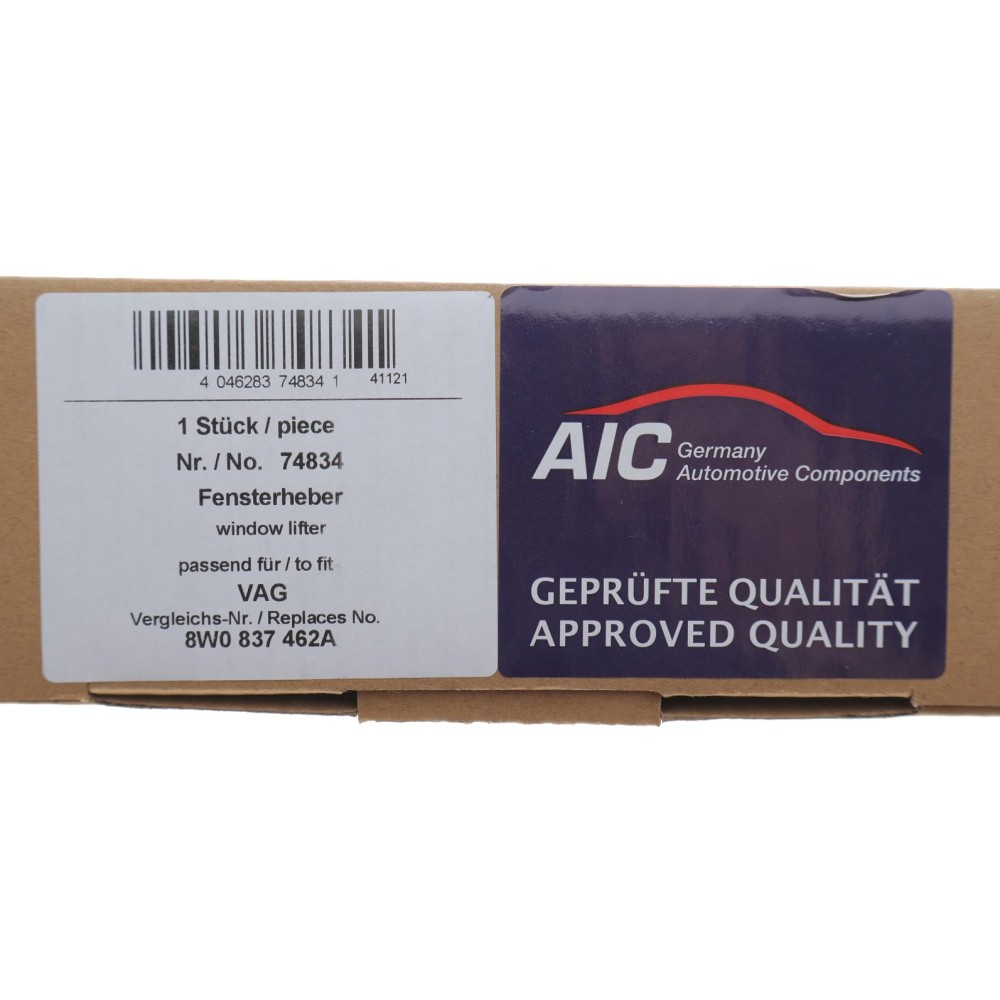 4 046283 74834 1 41121
1 Stück / piece
Nr. / No. 74834
Fensterheber
window lifter
passend für / to fit
VAG
Vergleichs-Nr. / Replaces No.
8W0 837 462A
AIC Germany
Automotive Components
GEPRÜFTE QUALITÄT
APPROVED QUALITY